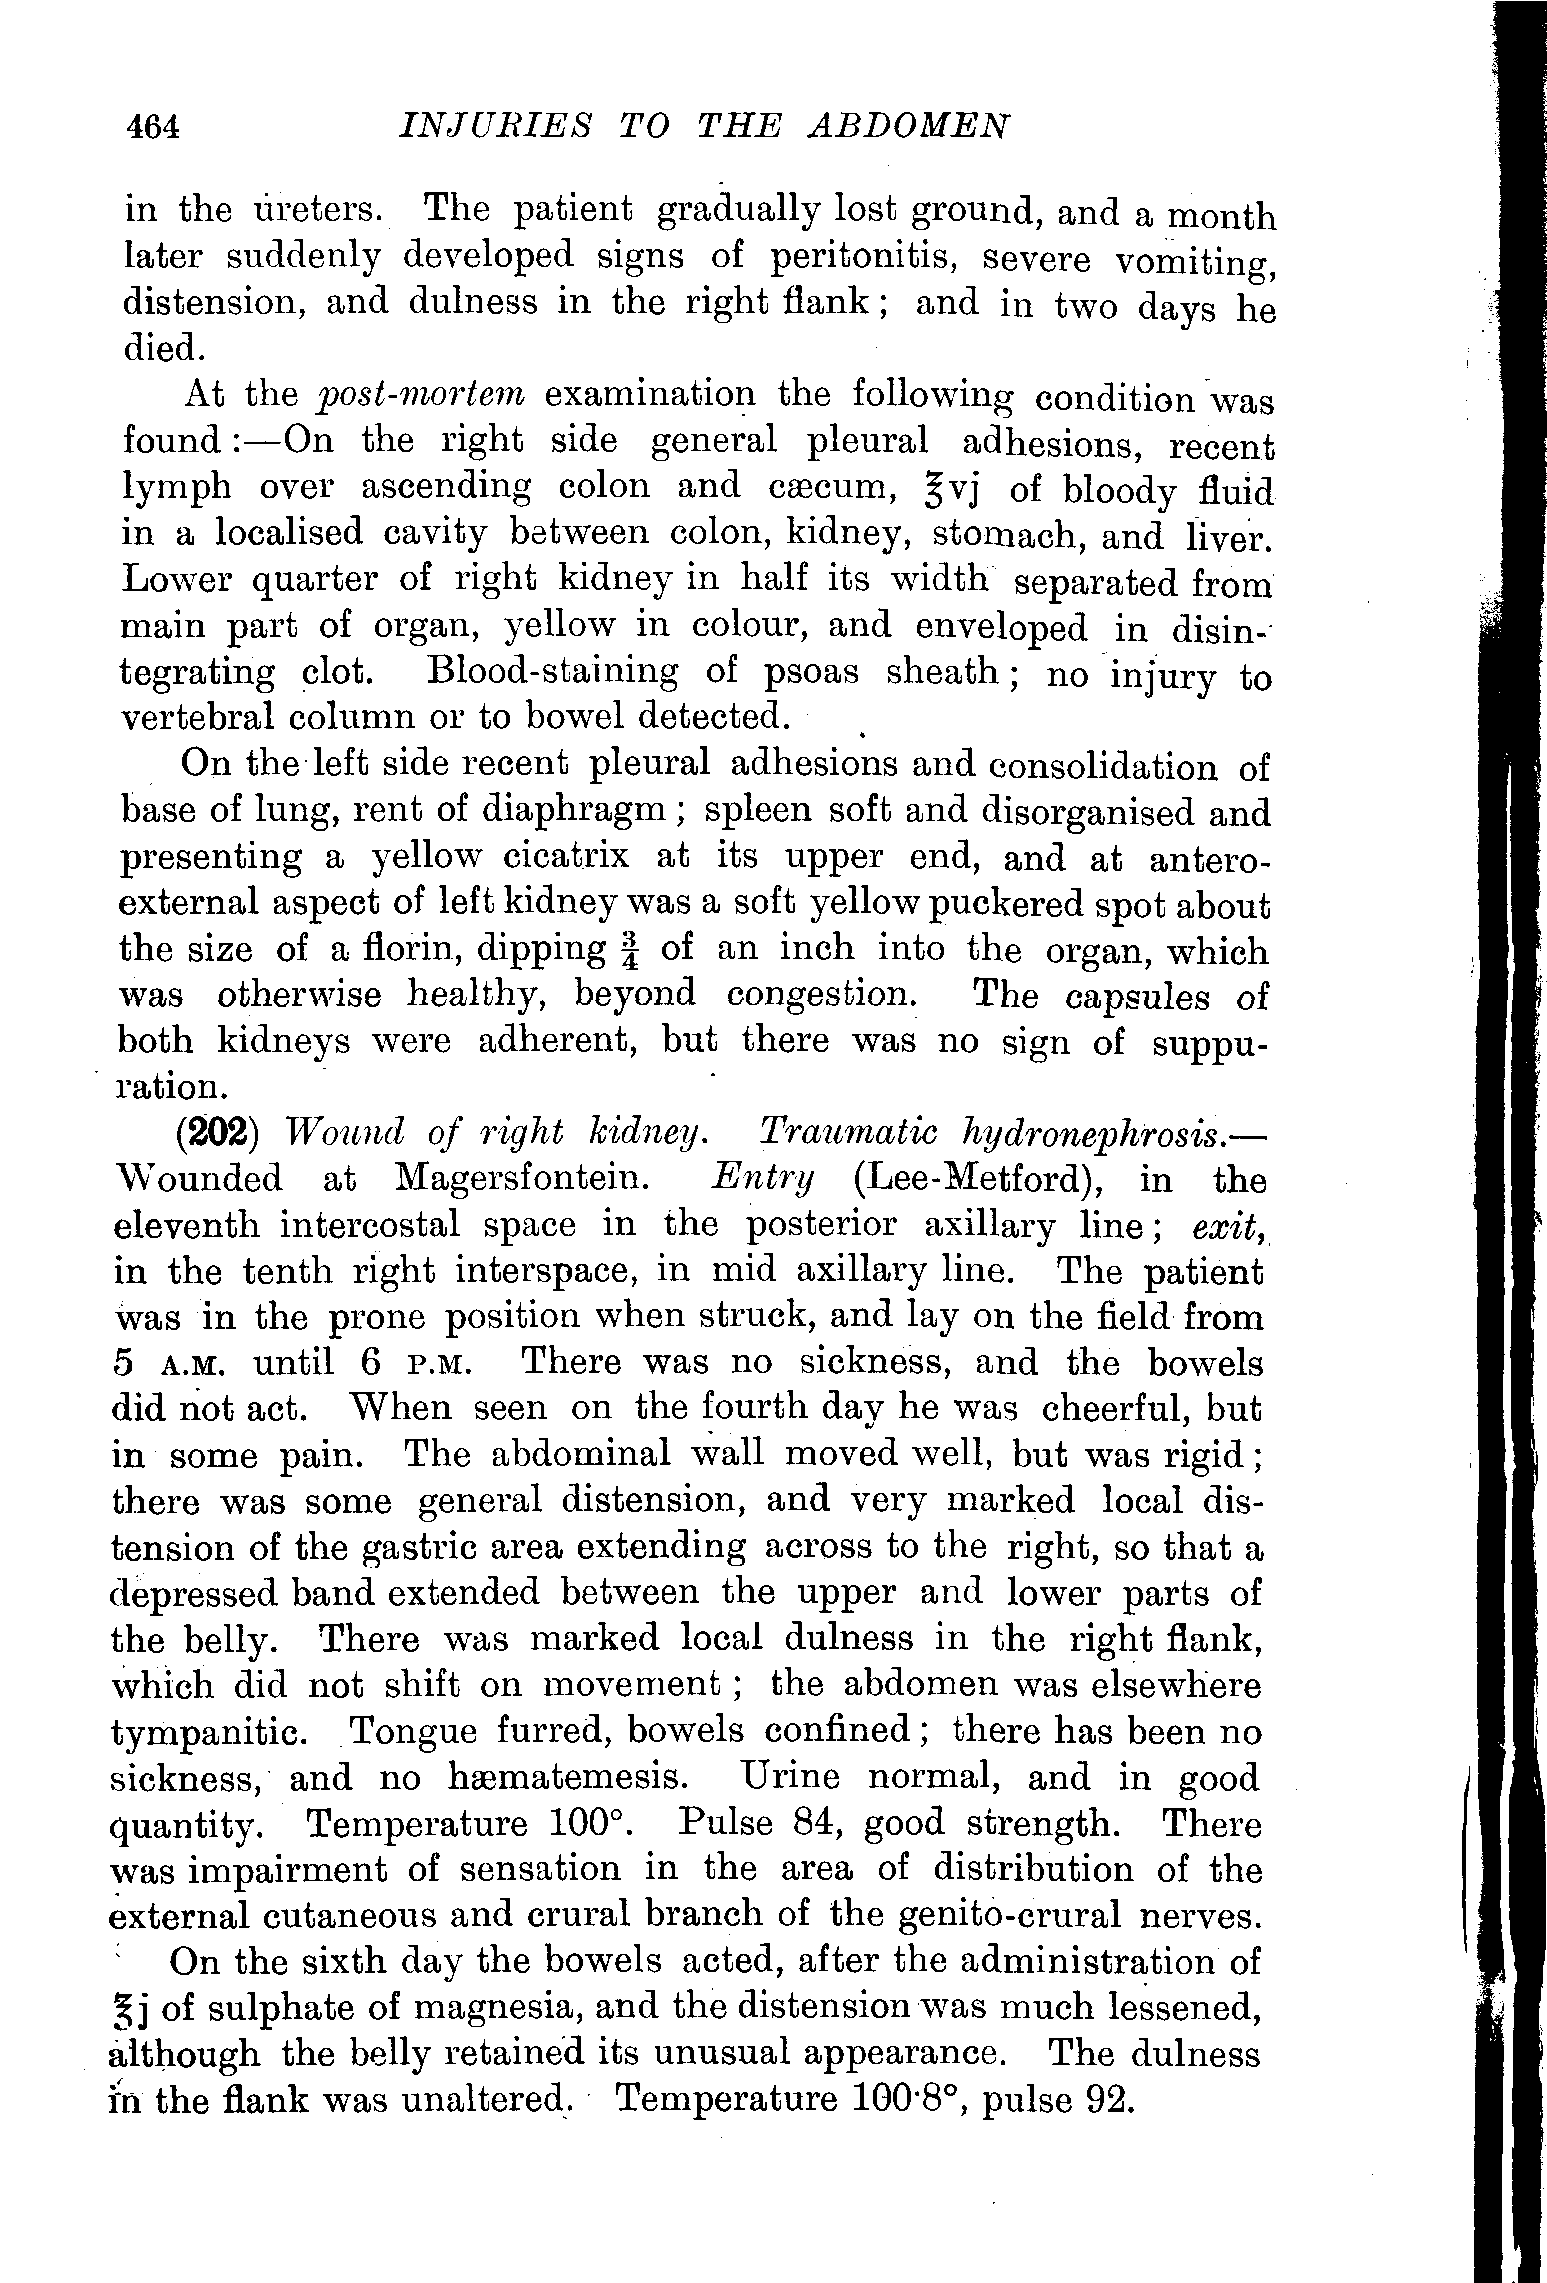 464 INJURIES TO THE ABDOMEN
in the ureters. The patient gradually lost ground, and a month
later suddenly developed signs of peritonitis, severe vomiting,
distension, and dulness in the right flank; and in two days he
died.
At the post-mortem examination the following condition was
found:—On the right side general pleural adhesions, recent
lymph over ascending colon and cæcum, ℥vj of bloody fluid
in a localised cavity between colon, kidney, stomach, and liver.
Lower quarter of right kidney in half its width separated from
main part of organ, yellow in colour, and enveloped in disin-
tegrating clot. Blood-staining of psoas sheath; no injury to
vertebral column or to bowel detected.
On the left side recent pleural adhesions and consolidation of
base of lung, rent of diaphragm; spleen soft and disorganised and
presenting a yellow cicatrix at its upper end, and at antero-
external aspect of left kidney was a soft yellow puckered spot about
the size of a florin, dipping ¾ of an inch into the organ, which
was otherwise healthy, beyond congestion. The capsules of
both kidneys were adherent, but there was no sign of suppu-
ration.
(202) Wound of right kidney. Traumatic hydronephrosis.—
Wounded at Magersfontein. Entry (Lee-Metford), in the
eleventh intercostal space in the posterior axillary line; exit,
in the tenth right interspace, in mid axillary line. The patient
was in the prone position when struck, and lay on the field from
5 A.M. until 6 P.M. There was no sickness, and the bowels
did not act. When seen on the fourth day he was cheerful, but
in some pain. The abdominal wall moved well, but was rigid;
there was some general distension, and very marked local dis-
tension of the gastric area extending across to the right, so that a
depressed band extended between the upper and lower parts of
the belly. There was marked local dulness in the right flank,
which did not shift on movement; the abdomen was elsewhere
tympanitic. Tongue furred, bowels confined; there has been no
sickness, and no hæmatemesis. Urine normal, and in good
quantity. Temperature 100°. Pulse 84, good strength. There
was impairment of sensation in the area of distribution of the
external cutaneous and crural branch of the genito-crural nerves.
On the sixth day the bowels acted, after the administration of
℥j of sulphate of magnesia, and the distension was much lessened,
although the belly retained its unusual appearance. The dulness
in the flank was unaltered. Temperature 100·8°, pulse 92.